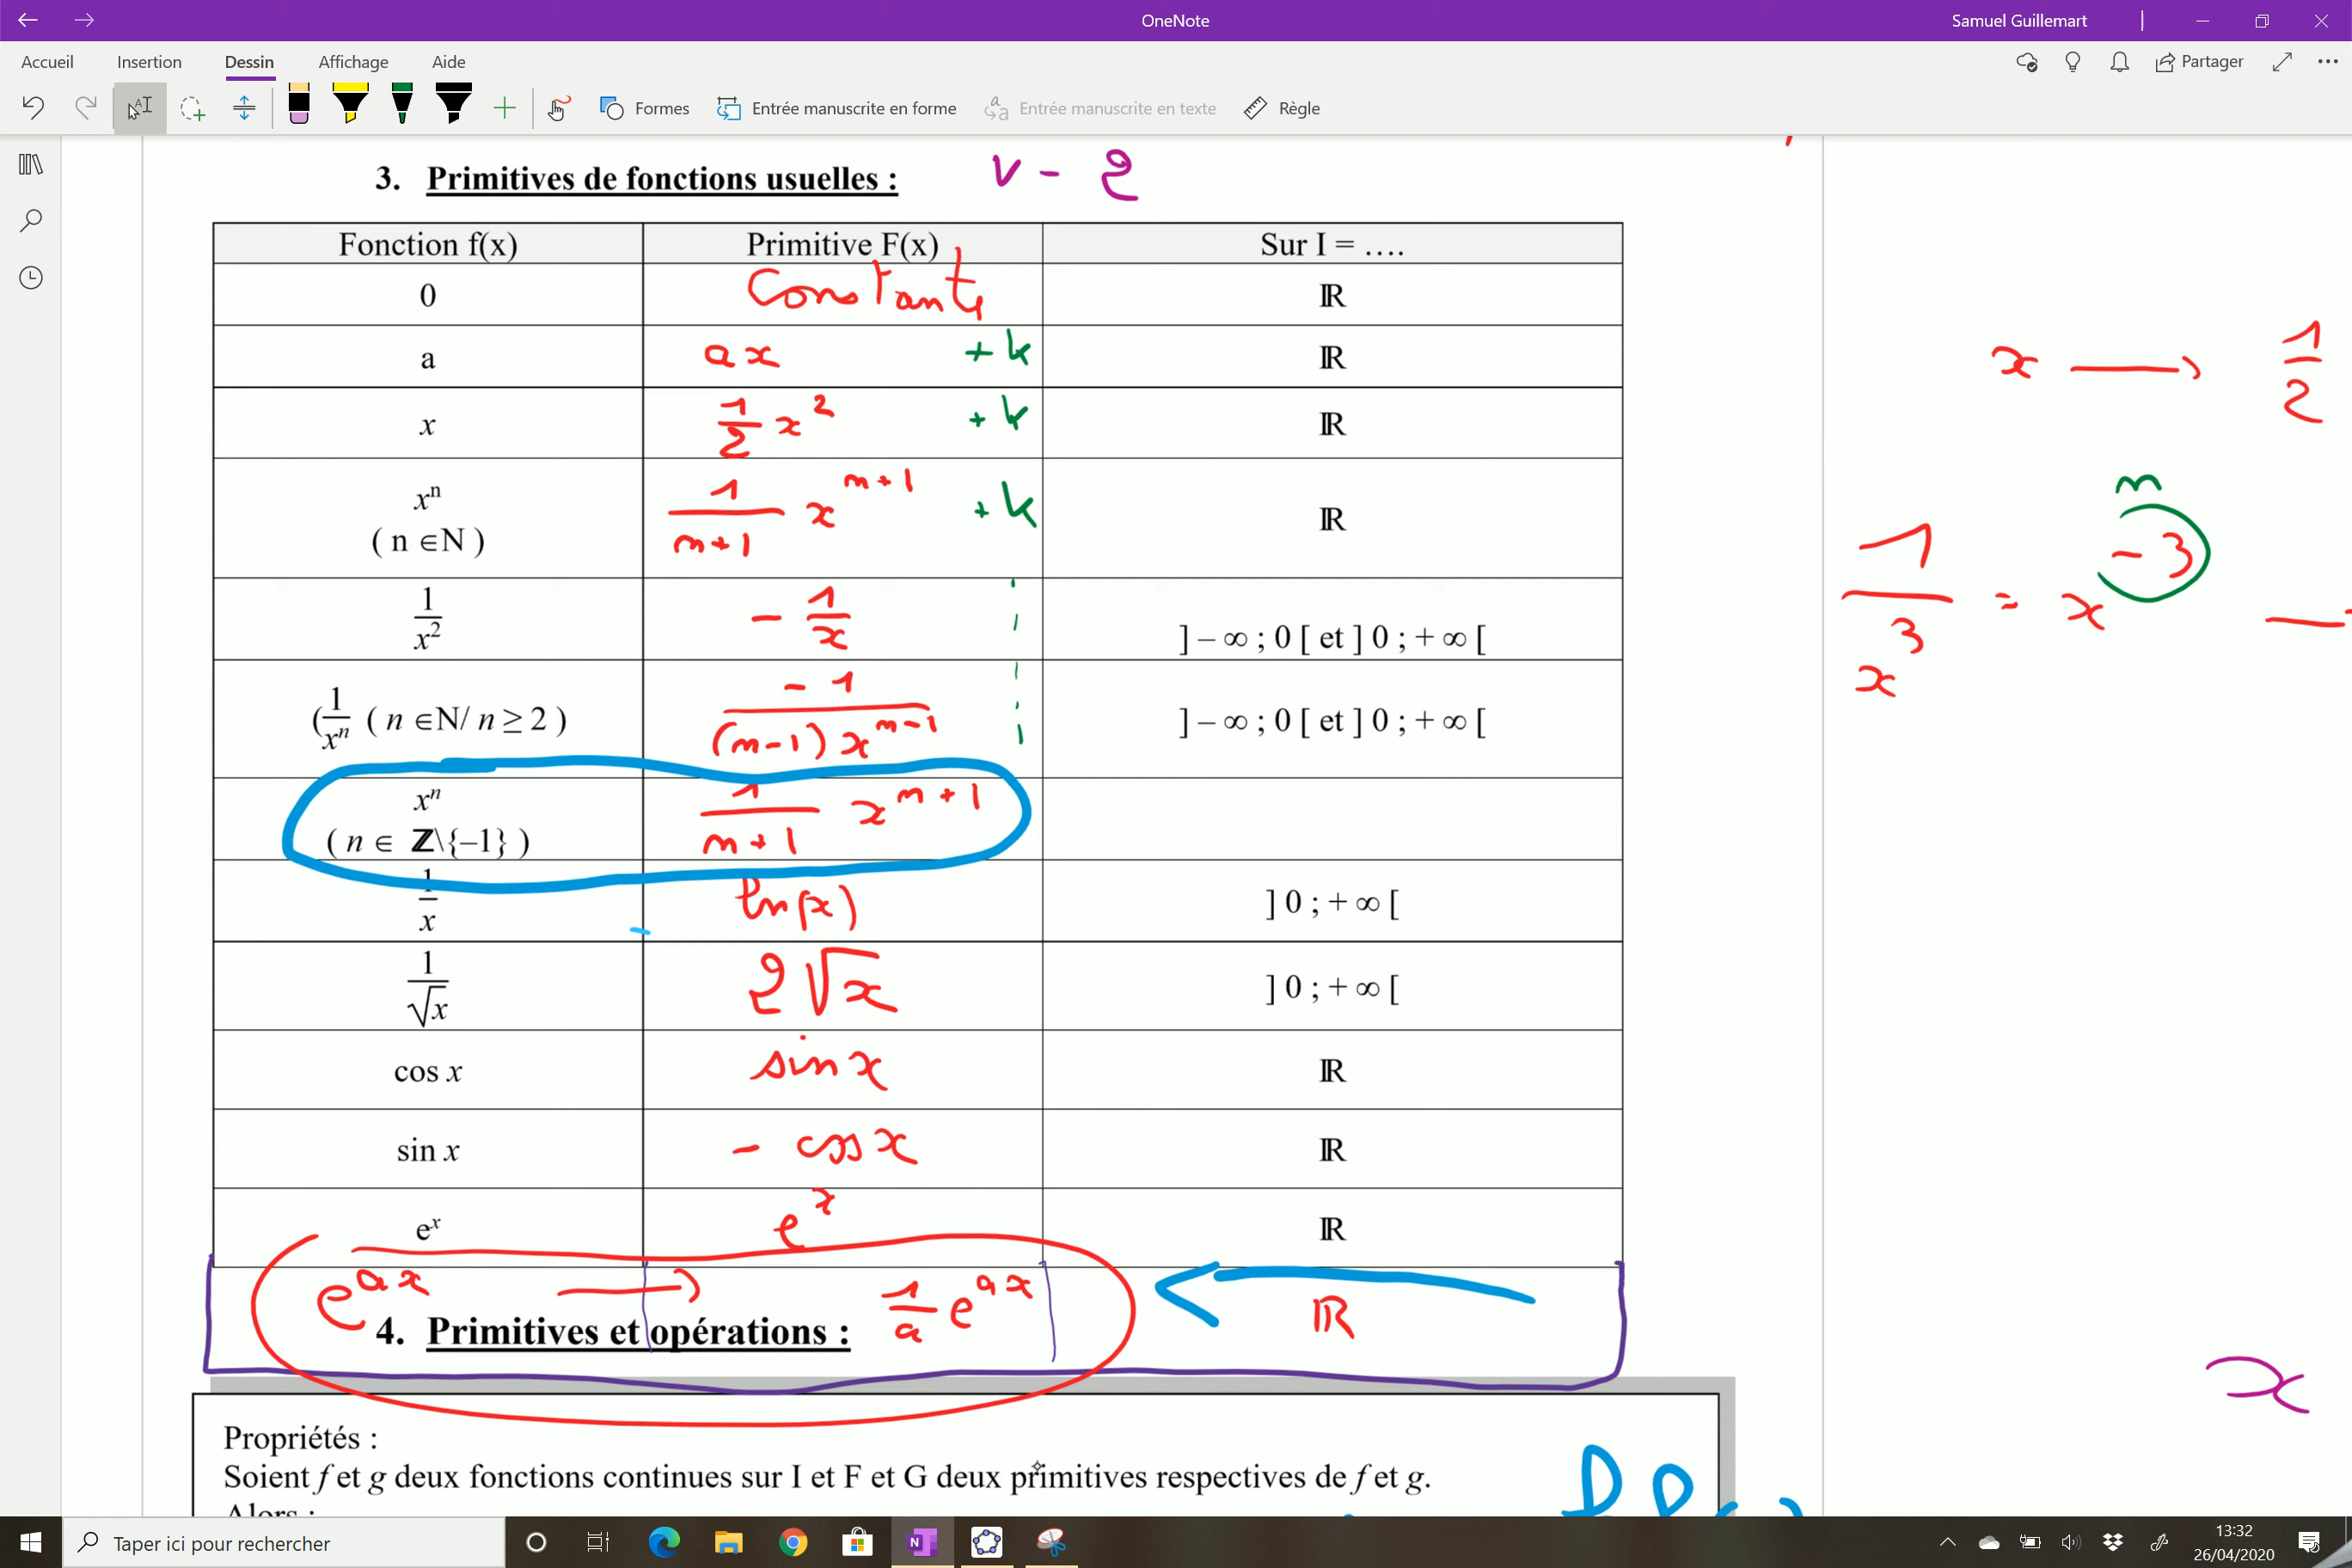 OneNote
Samuel Guillemart
Accueil Insertion Dessin Affichage Aide
Partager
Formes Entrée manuscrite en forme Entrée manuscrite en texte Règle
3. Primitives de fonctions usuelles : V - 2
Fonction f(x) Primitive F(x) Sur I = ....
0 Constante ℝ
a ax + k ℝ
x 1/2 x² + k ℝ
xⁿ ( n ∈N ) 1/(n+1) x^(n+1) + k ℝ
1/x² - 1/x ] – ∞ ; 0 [ et ] 0 ; + ∞ [
(1/xⁿ ( n ∈N/ n ≥ 2 ) -1/((n-1) x^(n-1)) ] – ∞ ; 0 [ et ] 0 ; + ∞ [
xⁿ ( n ∈ ℤ\{–1} ) 1/(n+1) x^(n+1)
1/x ln(x) ] 0 ; + ∞ [
1/√x 2√x ] 0 ; + ∞ [
cos x sin x ℝ
sin x - cos x ℝ
eˣ eˣ ℝ
e^(ax) → 1/a e^(ax) ℝ
4. Primitives et opérations :
Propriétés :
Soient f et g deux fonctions continues sur I et F et G deux primitives respectives de f et g.
Alors :
x → 1/2
1/x³ = x^(-3)
n
x
Taper ici pour rechercher
13:32
26/04/2020